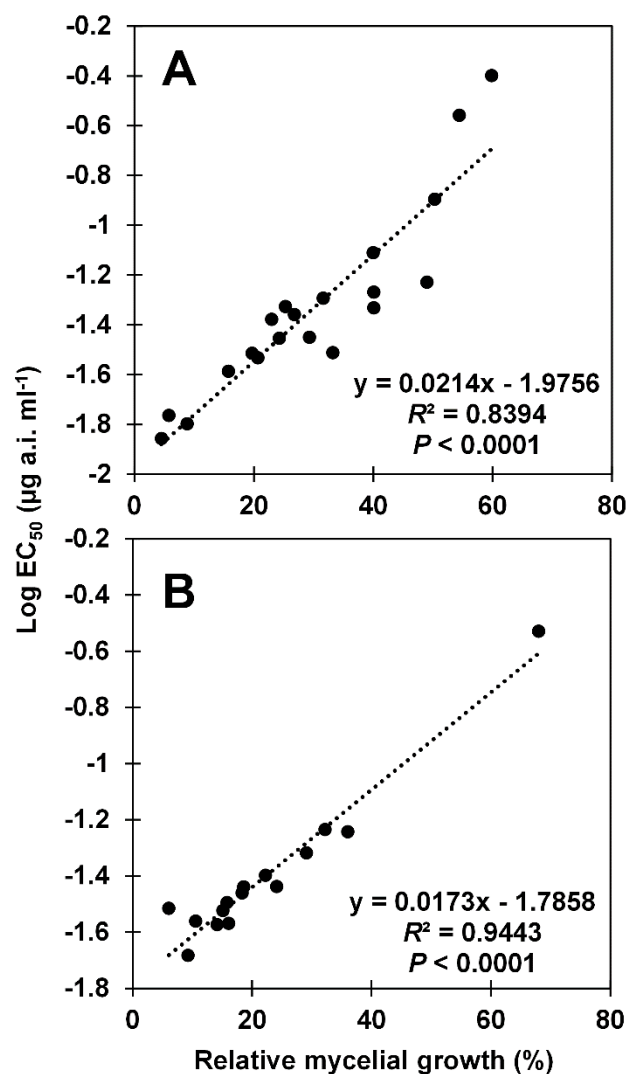 A
-0.2
-0.4
-0.6
-0.8
-1
-1.2
-1.4
-1.6
-1.8
-2
y = 0.0214x - 1.9756
R² = 0.8394
P < 0.0001
0 20 40 60 80
Log EC₅₀ (µg a.i. ml⁻¹)
B
-0.2
-0.4
-0.6
-0.8
-1
-1.2
-1.4
-1.6
-1.8
y = 0.0173x - 1.7858
R² = 0.9443
P < 0.0001
0 20 40 60 80
Relative mycelial growth (%)